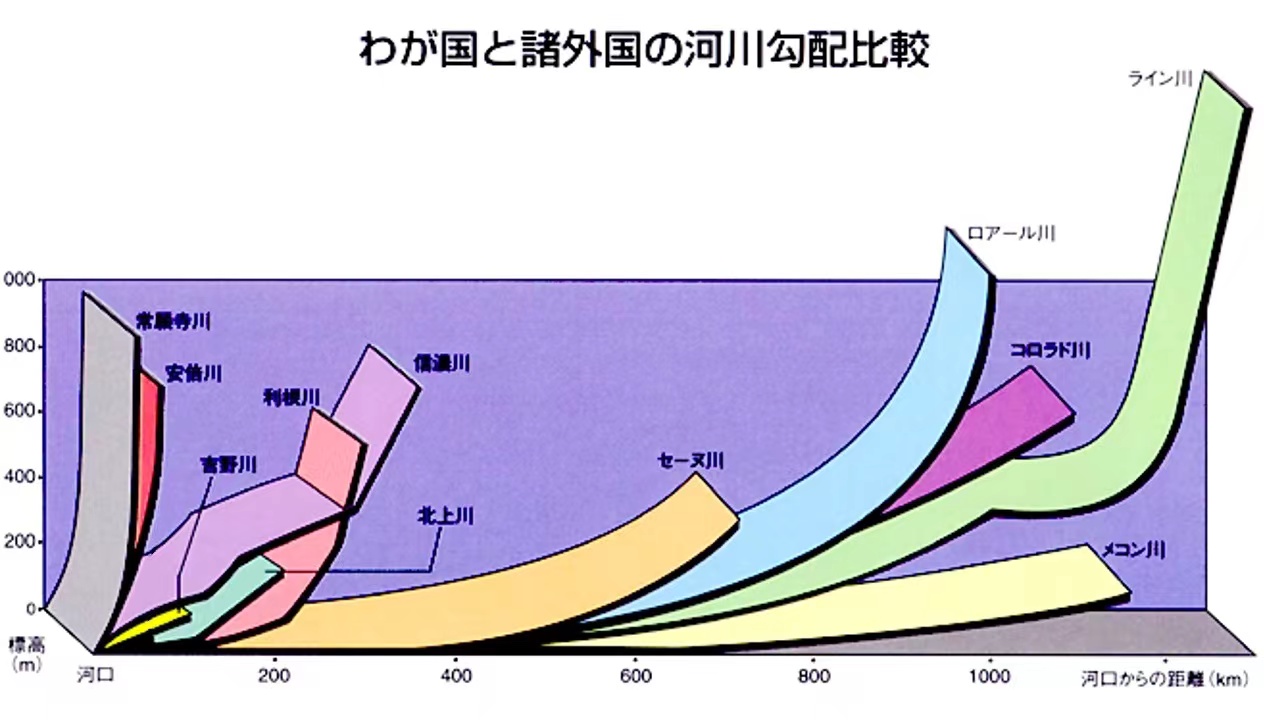 わが国と諸外国の河川勾配比較
ライン川
ロアール川
000
常願寺川
コロラド川
800
信濃川
安倍川
利根川
600
吉野川
セーヌ川
400
北上川
200
メコン川
0
標高
(m)
河口
200
400
600
800
1000
河口からの距離(km)